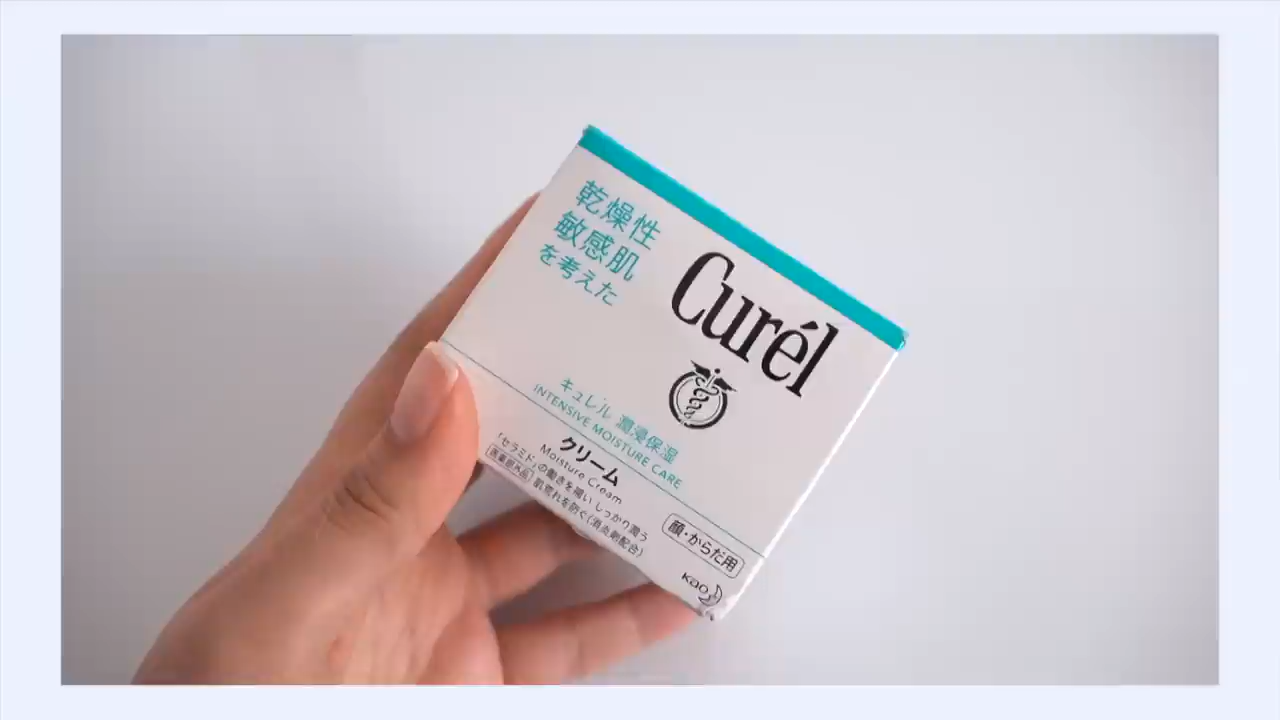 乾燥性
敏感肌
を考えた
Curél
キュレル 潤浸保湿
INTENSIVE MOISTURE CARE
クリーム
Moisture Cream
「セラミド」の働きを補い しっかり潤う
医薬部外品 肌荒れを防ぐ(消炎剤配合)
顔・からだ用
Kao